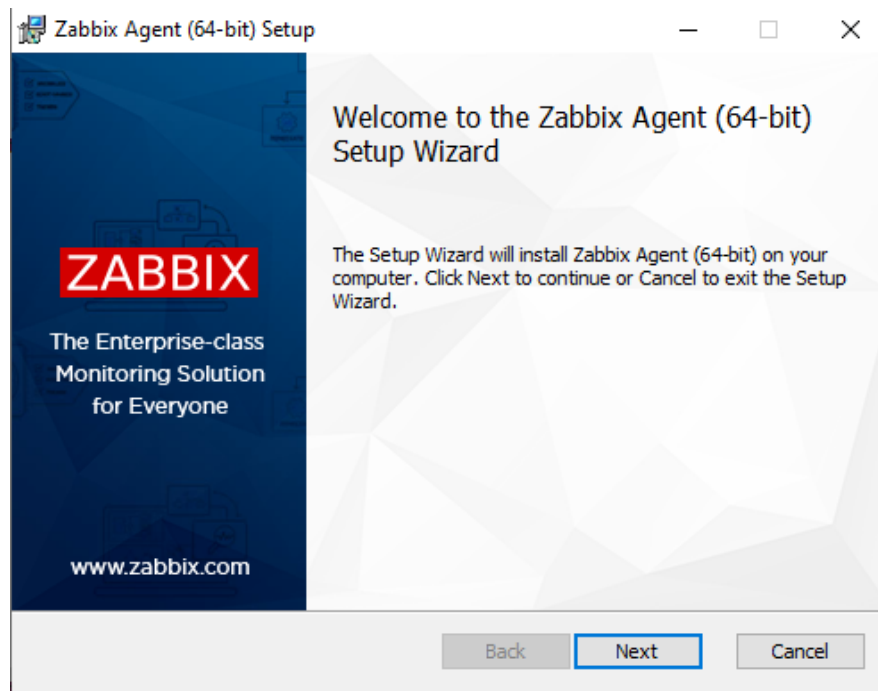 Zabbix Agent (64-bit) Setup
Welcome to the Zabbix Agent (64-bit)
Setup Wizard
The Setup Wizard will install Zabbix Agent (64-bit) on your
computer. Click Next to continue or Cancel to exit the Setup
Wizard.
ZABBIX
The Enterprise-class
Monitoring Solution
for Everyone
www.zabbix.com
Back
Next
Cancel